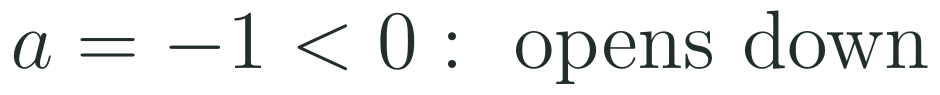 a = −1 < 0 : opens down